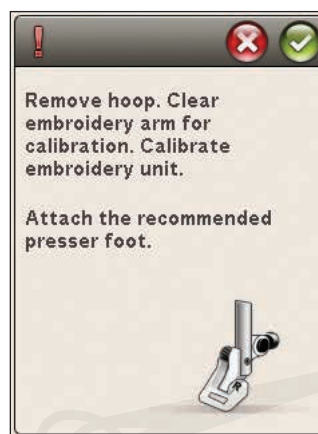 Remove hoop. Clear
embroidery arm for
calibration. Calibrate
embroidery unit.
Attach the recommended
presser foot.
R